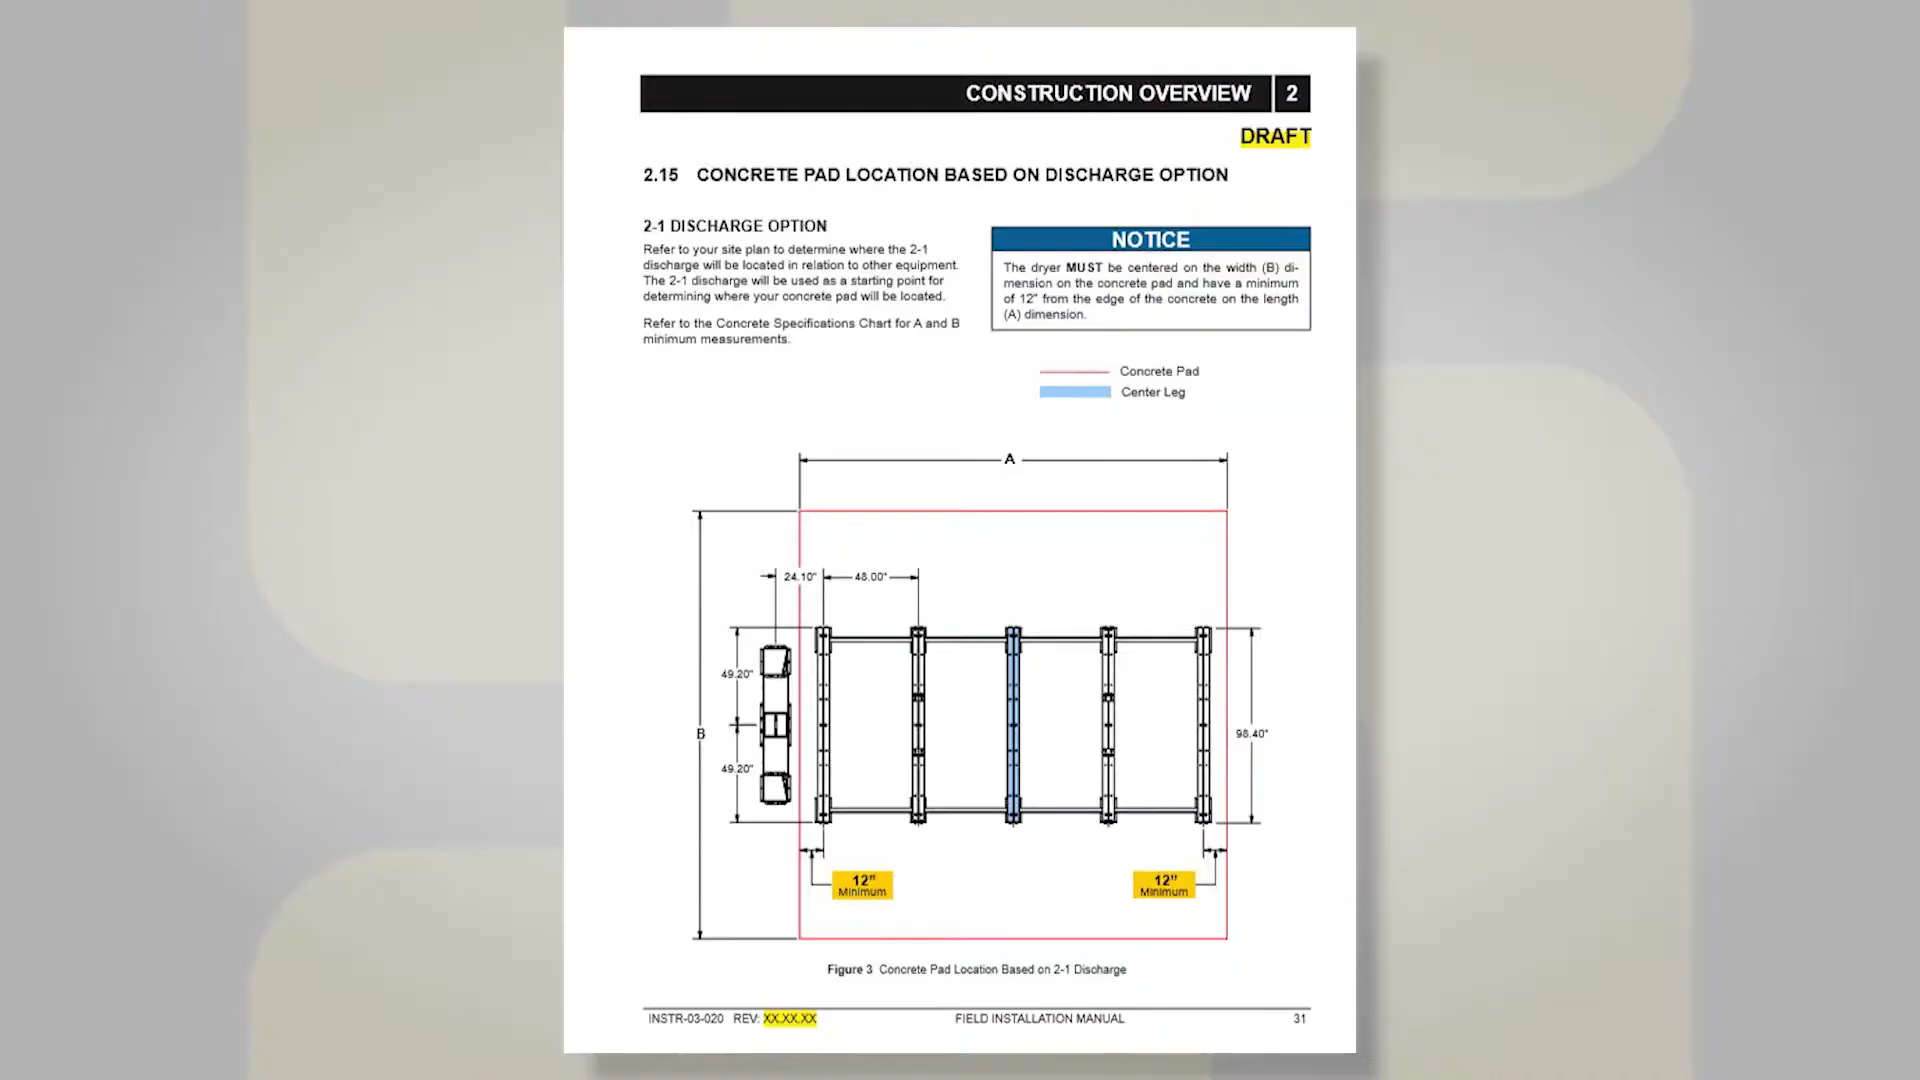 CONSTRUCTION OVERVIEW 2
DRAFT
2.15 CONCRETE PAD LOCATION BASED ON DISCHARGE OPTION
2-1 DISCHARGE OPTION
Refer to your site plan to determine where the 2-1
discharge will be located in relation to other equipment.
The 2-1 discharge will be used as a starting point for
determining where your concrete pad will be located.
Refer to the Concrete Specifications Chart for A and B
minimum measurements.
NOTICE
The dryer MUST be centered on the width (B) di-
mension on the concrete pad and have a minimum
of 12" from the edge of the concrete on the length
(A) dimension.
Concrete Pad
Center Leg
A
24.10" 48.00"
49.20"
B
98.40"
49.20"
12" 12"
Minimum Minimum
Figure 3 Concrete Pad Location Based on 2-1 Discharge
INSTR-03-020 REV: XX.XX.XX FIELD INSTALLATION MANUAL 31